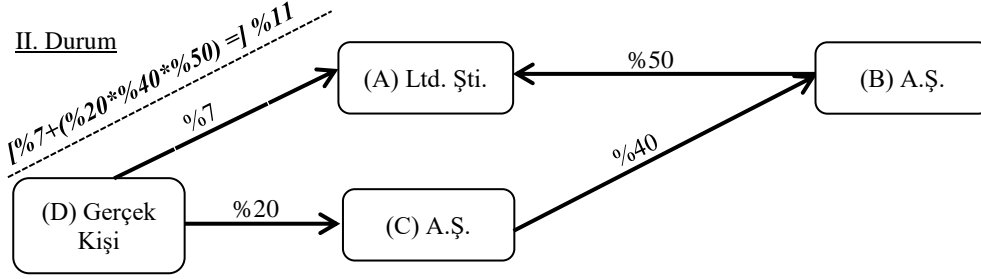 II. Durum
[%7+(%20*%40*%50) =] %11
(A) Ltd. Şti.
%50
(B) A.Ş.
%7
%40
(D) Gerçek
Kişi
%20
(C) A.Ş.